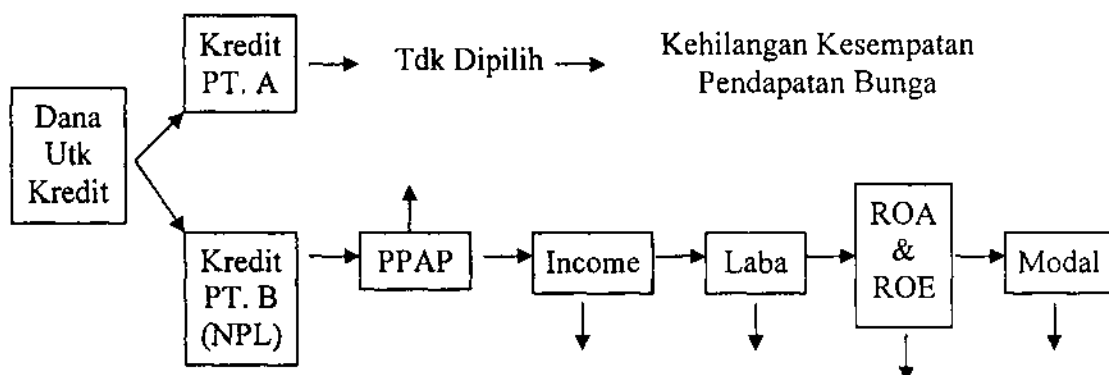 Dana
Utk
Kredit
Kredit
PT. A
Tdk Dipilih
Kehilangan Kesempatan
Pendapatan Bunga
Kredit
PT. B
(NPL)
PPAP
Income
Laba
ROA
&
ROE
Modal